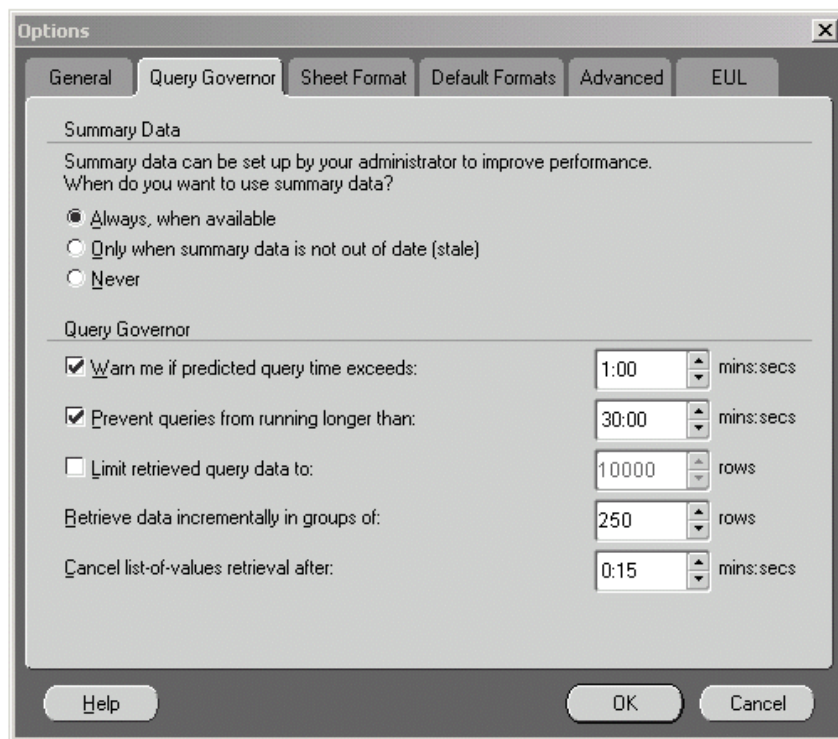 Options
General Query Governor Sheet Format Default Formats Advanced EUL
Summary Data
Summary data can be set up by your administrator to improve performance.
When do you want to use summary data?
Always, when available
Only when summary data is not out of date (stale)
Never
Query Governor
Warn me if predicted query time exceeds: 1:00 mins:secs
Prevent queries from running longer than: 30:00 mins:secs
Limit retrieved query data to: 10000 rows
Retrieve data incrementally in groups of: 250 rows
Cancel list-of-values retrieval after: 0:15 mins:secs
Help OK Cancel